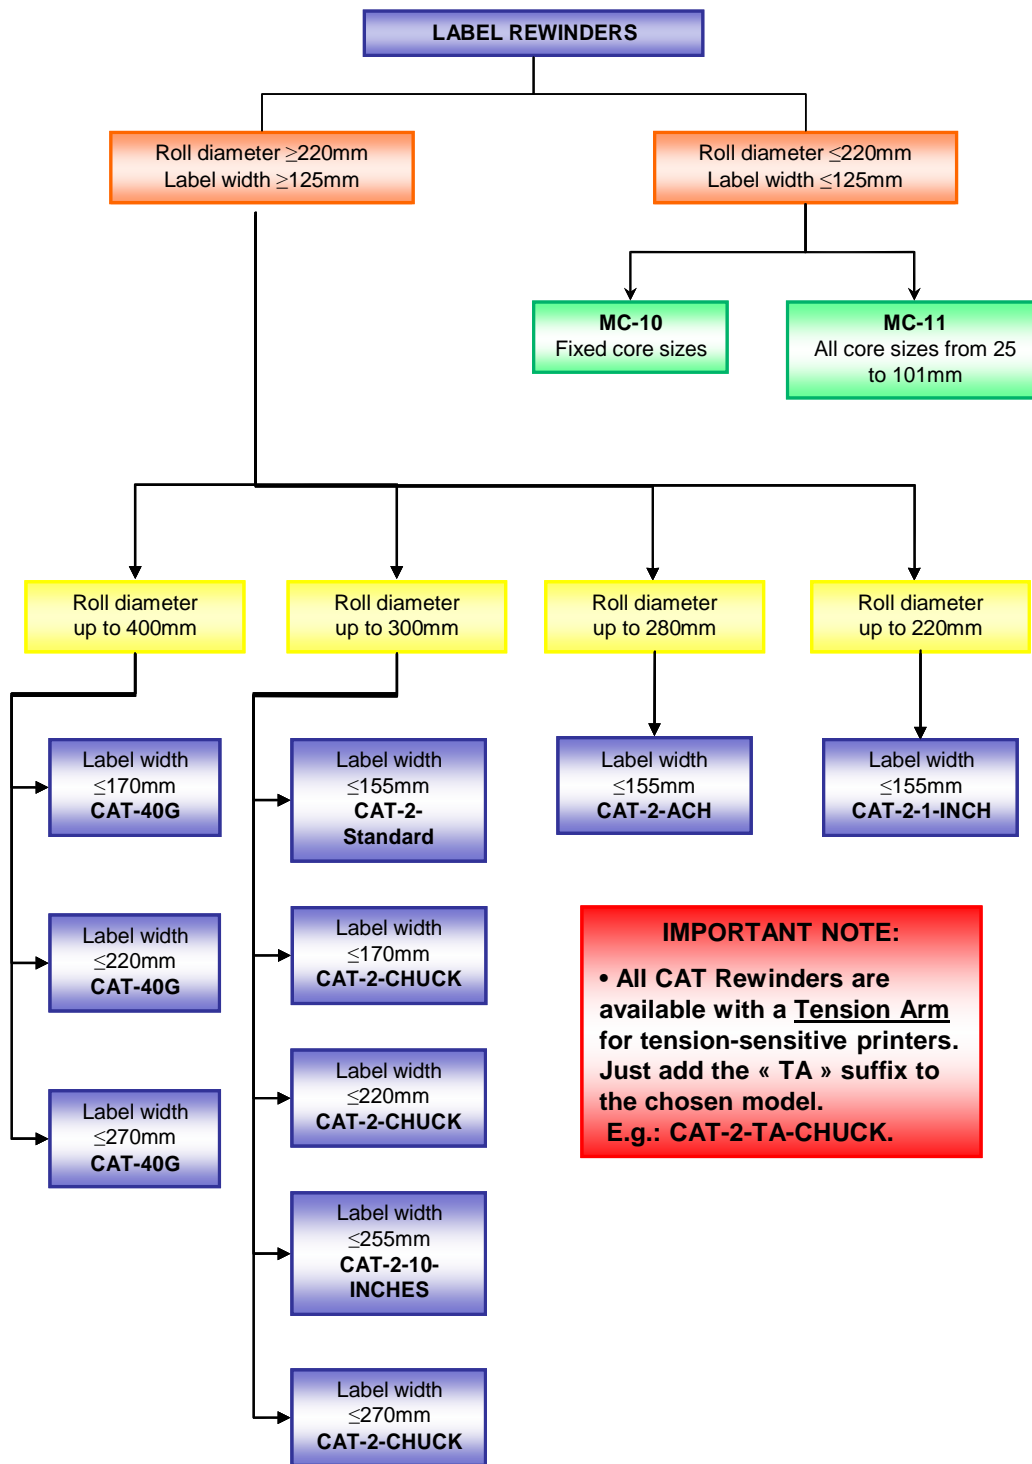 LABEL REWINDERS
Roll diameter ≥220mm
Label width ≥125mm
Roll diameter ≤220mm
Label width ≤125mm
MC-10
Fixed core sizes
MC-11
All core sizes from 25
to 101mm
Roll diameter
up to 400mm
Roll diameter
up to 300mm
Roll diameter
up to 280mm
Roll diameter
up to 220mm
Label width
≤170mm
CAT-40G
Label width
≤155mm
CAT-2-
Standard
Label width
≤155mm
CAT-2-ACH
Label width
≤155mm
CAT-2-1-INCH
Label width
≤220mm
CAT-40G
Label width
≤170mm
CAT-2-CHUCK
IMPORTANT NOTE:
• All CAT Rewinders are
available with a Tension Arm
for tension-sensitive printers.
Just add the « TA » suffix to
the chosen model.
E.g.: CAT-2-TA-CHUCK.
Label width
≤270mm
CAT-40G
Label width
≤220mm
CAT-2-CHUCK
Label width
≤255mm
CAT-2-10-
INCHES
Label width
≤270mm
CAT-2-CHUCK